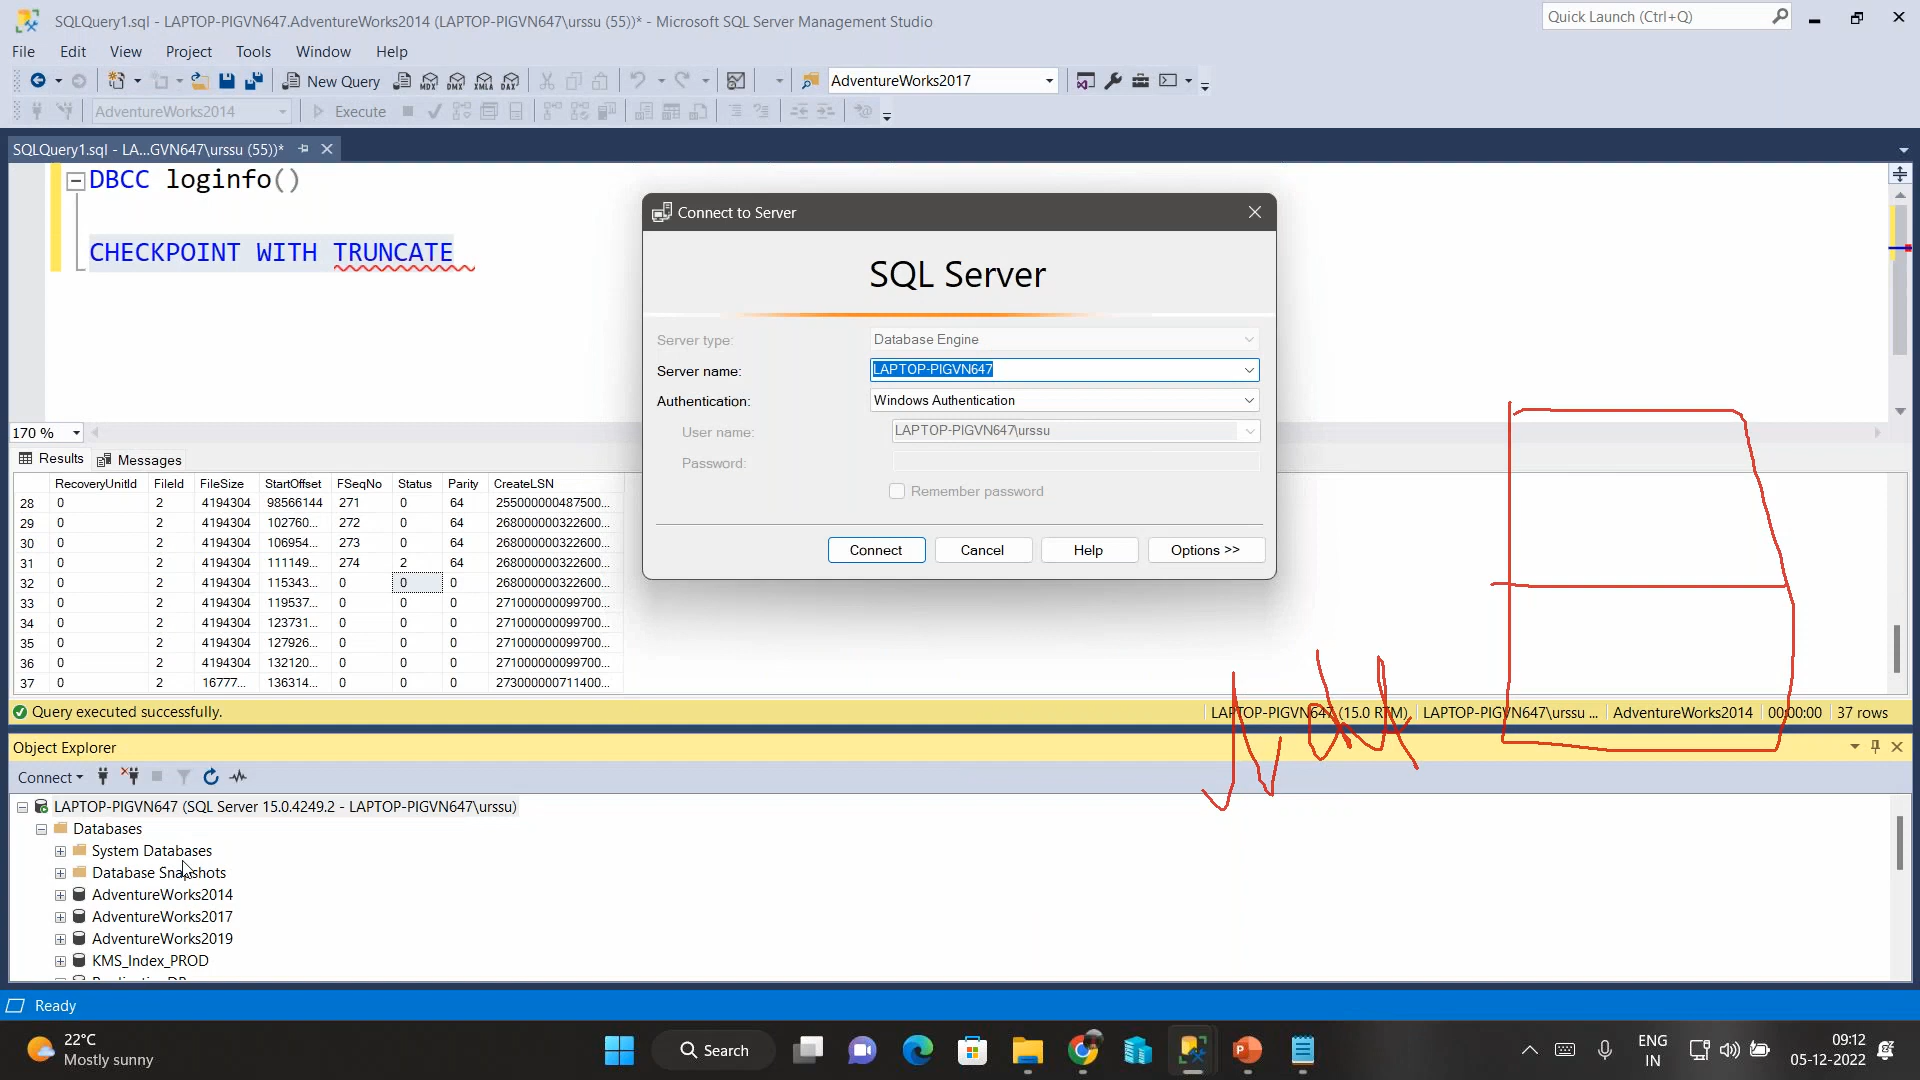 SQLQuery1.sql - LAPTOP-PIGVN647.AdventureWorks2014 (LAPTOP-PIGVN647\urssu (55))* - Microsoft SQL Server Management Studio
Quick Launch (Ctrl+Q)
File Edit View Project Tools Window Help
New Query MDX DMX XMLA DAX AdventureWorks2017
AdventureWorks2014 Execute
SQLQuery1.sql - LA...GVN647\urssu (55))*
DBCC loginfo()
CHECKPOINT WITH TRUNCATE
Connect to Server
SQL Server
Server type: Database Engine
Server name: LAPTOP-PIGVN647
Authentication: Windows Authentication
User name: LAPTOP-PIGVN647\urssu
Password:
Remember password
Connect Cancel Help Options >>
170 %
Results Messages
RecoveryUnitId FileId FileSize StartOffset FSeqNo Status Parity CreateLSN
28 0 2 4194304 98566144 271 0 64 255000000487500...
29 0 2 4194304 102760... 272 0 64 268000000322600...
30 0 2 4194304 106954... 273 0 64 268000000322600...
31 0 2 4194304 111149... 274 2 64 268000000322600...
32 0 2 4194304 115343... 0 0 0 268000000322600...
33 0 2 4194304 119537... 0 0 0 271000000099700...
34 0 2 4194304 123731... 0 0 0 271000000099700...
35 0 2 4194304 127926... 0 0 0 271000000099700...
36 0 2 4194304 132120... 0 0 0 271000000099700...
37 0 2 16777... 136314... 0 0 0 273000000711400...
Query executed successfully. LAPTOP-PIGVN647 (15.0 RTM) LAPTOP-PIGVN647\urssu ... AdventureWorks2014 00:00:00 37 rows
Object Explorer
Connect
LAPTOP-PIGVN647 (SQL Server 15.0.4249.2 - LAPTOP-PIGVN647\urssu)
Databases
System Databases
Database Snapshots
AdventureWorks2014
AdventureWorks2017
AdventureWorks2019
KMS_Index_PROD
Ready
22°C
Mostly sunny
Search
ENG
IN
09:12
05-12-2022